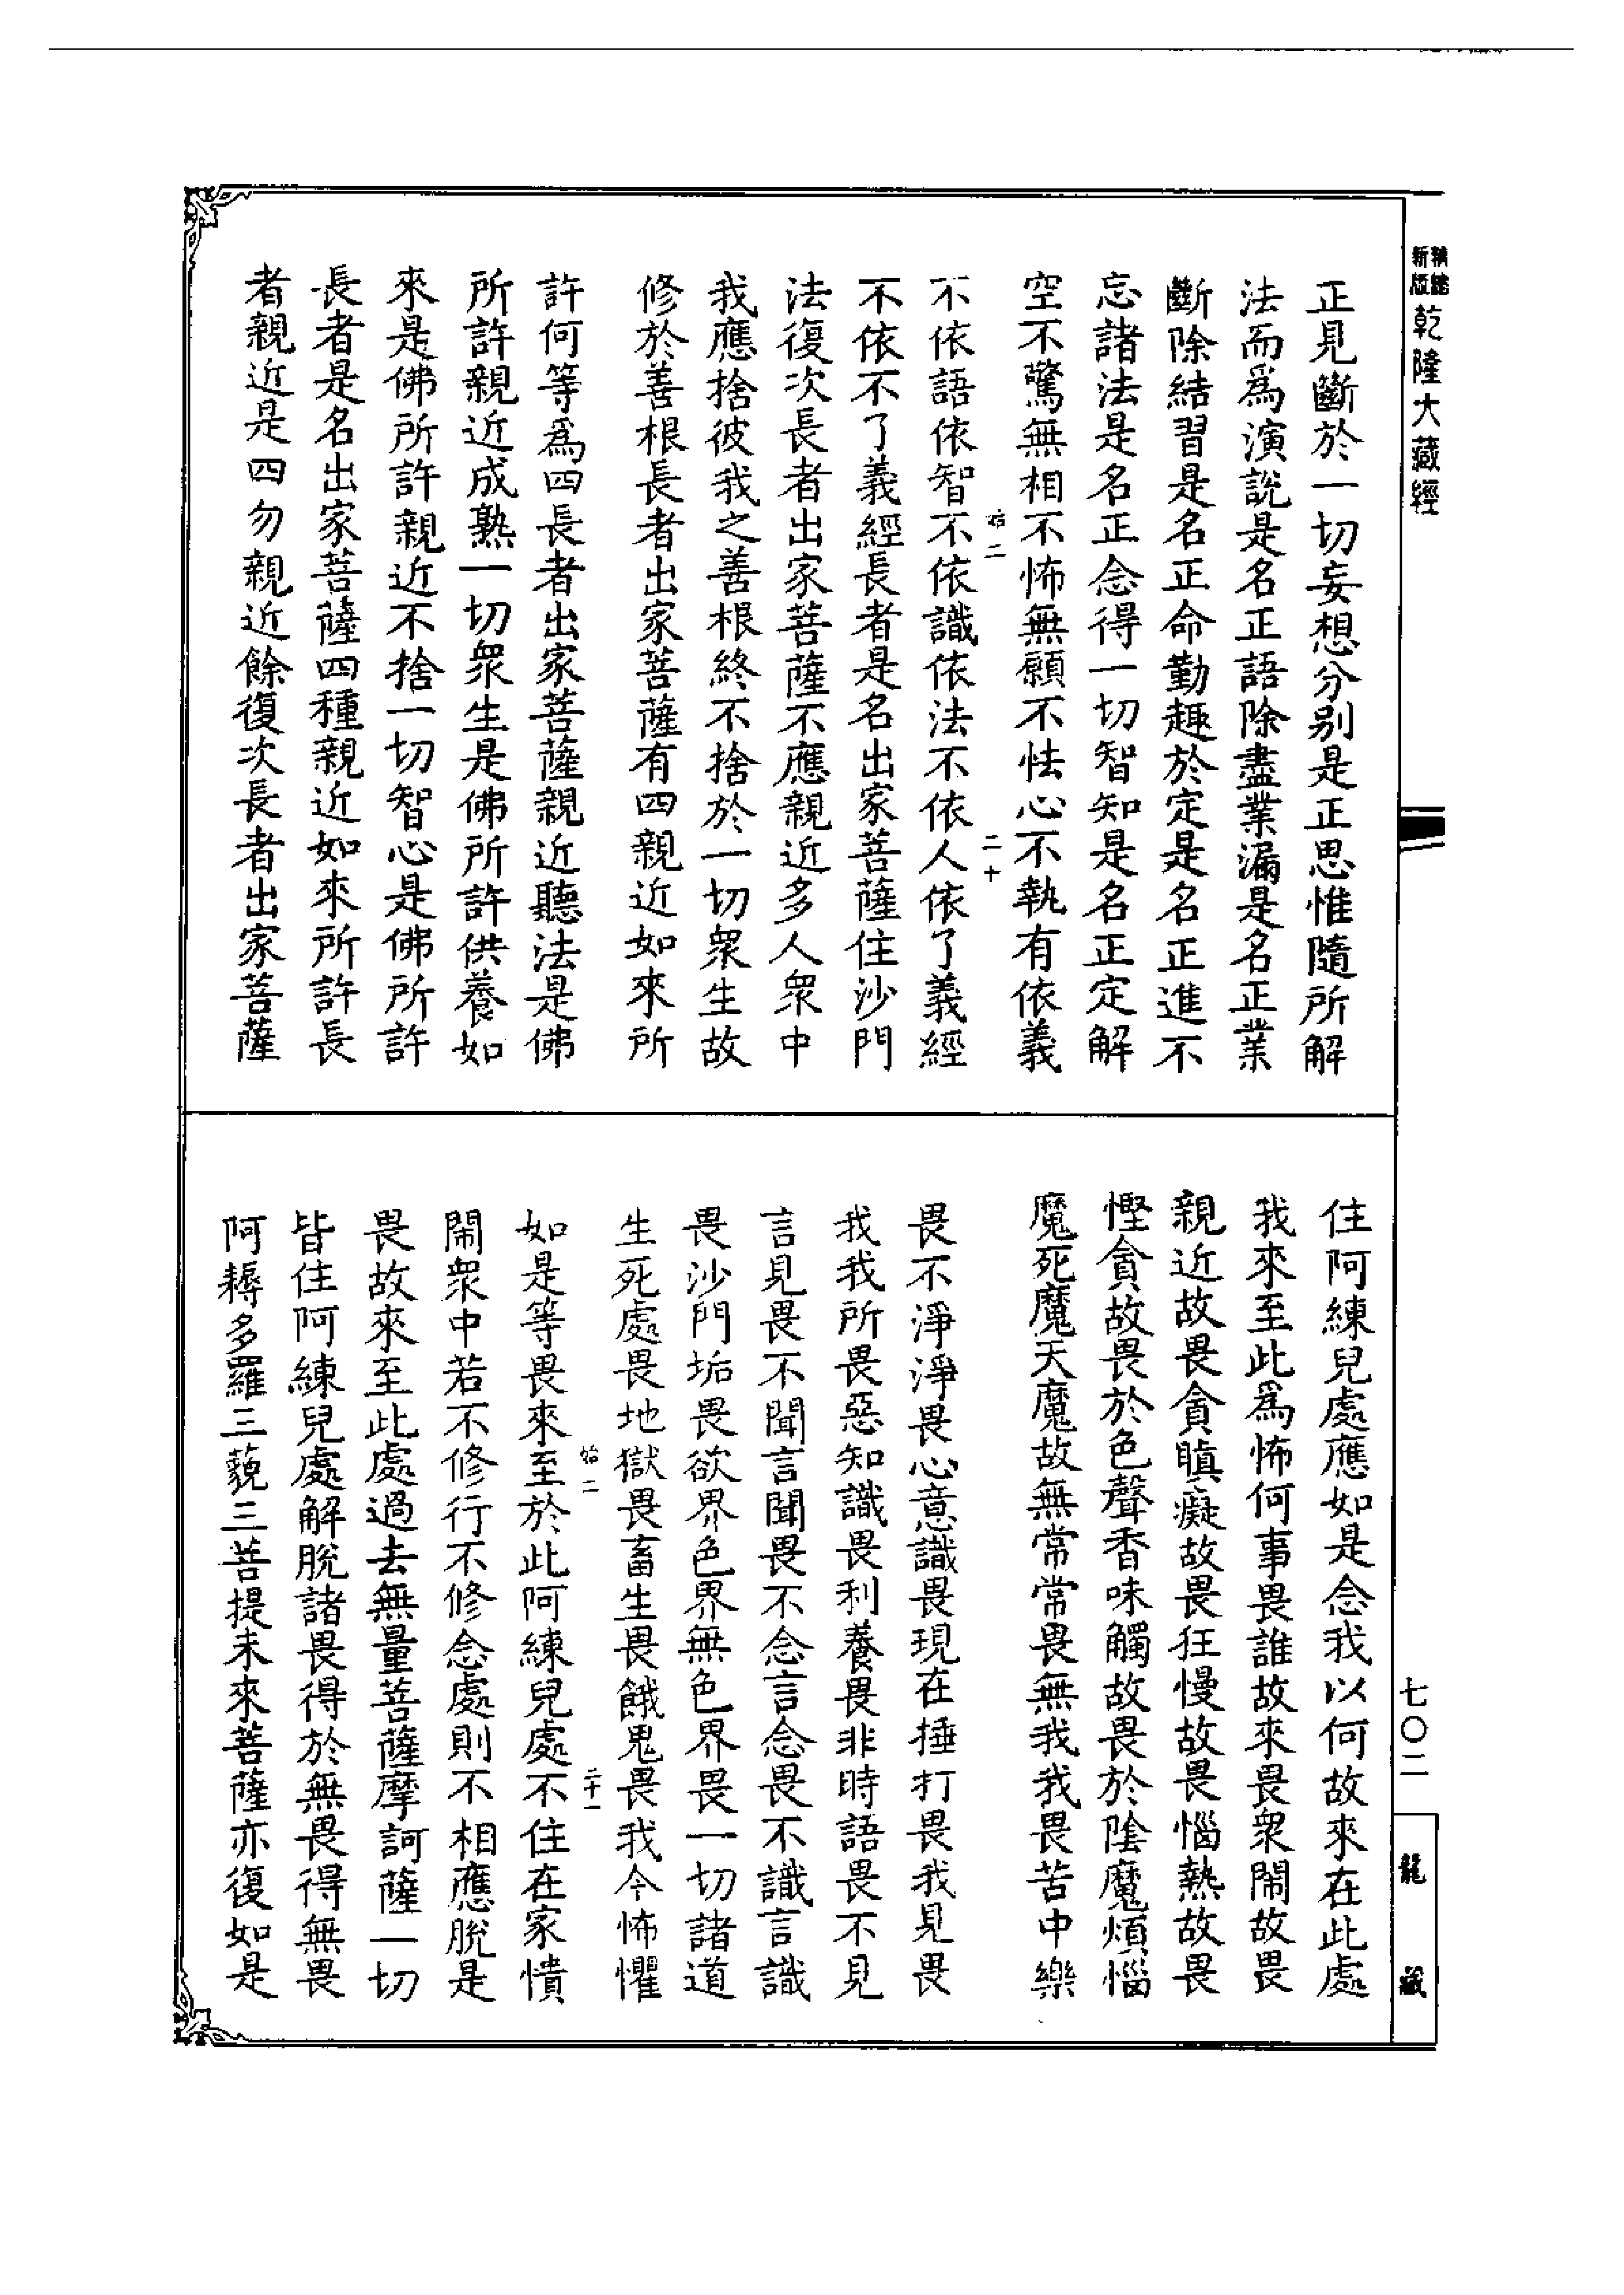 乾隆大藏經
正見斷於一切妄想分別是正思惟隨所解
法而爲演說是名正語除盡業漏是名正業
斷除結習是名正命勤趣於定是名正進不
忘諸法是名正念得一切智知是名正定解
空不驚無相不怖無願不怯心不執有依義
不依語依智不依識依法不依人依了義經
不依不了義經長者是名出家菩薩住沙門
法復次長者出家菩薩不應親近多人眾中
我應捨彼我之善根終不捨於一切眾生故
修於善根長者出家菩薩有四親近如來所
許何等爲四長者出家菩薩親近聽法是佛
所許親近成熟一切眾生是佛所許供養如
來是佛所許親近不捨一切智心是佛所許
長者是名出家菩薩四種親近如來所許長
者親近是四勿親近餘復次長者出家菩薩
二十
住阿練兒處應如是念我以何故來在此處
我來至此爲怖何事畏誰故來畏眾鬧故畏
親近故畏貪瞋癡故畏狂慢故畏惱熱故畏
慳貪故畏於色聲香味觸故畏於陰魔煩惱
魔死魔天魔故無常常畏無我我畏苦中樂
畏不淨淨畏心意識畏現在捶打畏我見畏
我我所畏惡知識畏利養畏非時語畏不見
言見畏不聞言聞畏不念言念畏不識言識
畏沙門垢畏欲界色界無色界畏一切諸道
生死處畏地獄畏畜生畏餓鬼畏我今怖懼
如是等畏來至於此阿練兒處不住在家憒
鬧眾中若不修行不修念處則不相應脫是
畏故來至此處過去無量菩薩摩訶薩一切
皆住阿練兒處解脫諸畏得於無畏得無畏
阿耨多羅三藐三菩提未來菩薩亦復如是
二十一
七〇二
龍藏